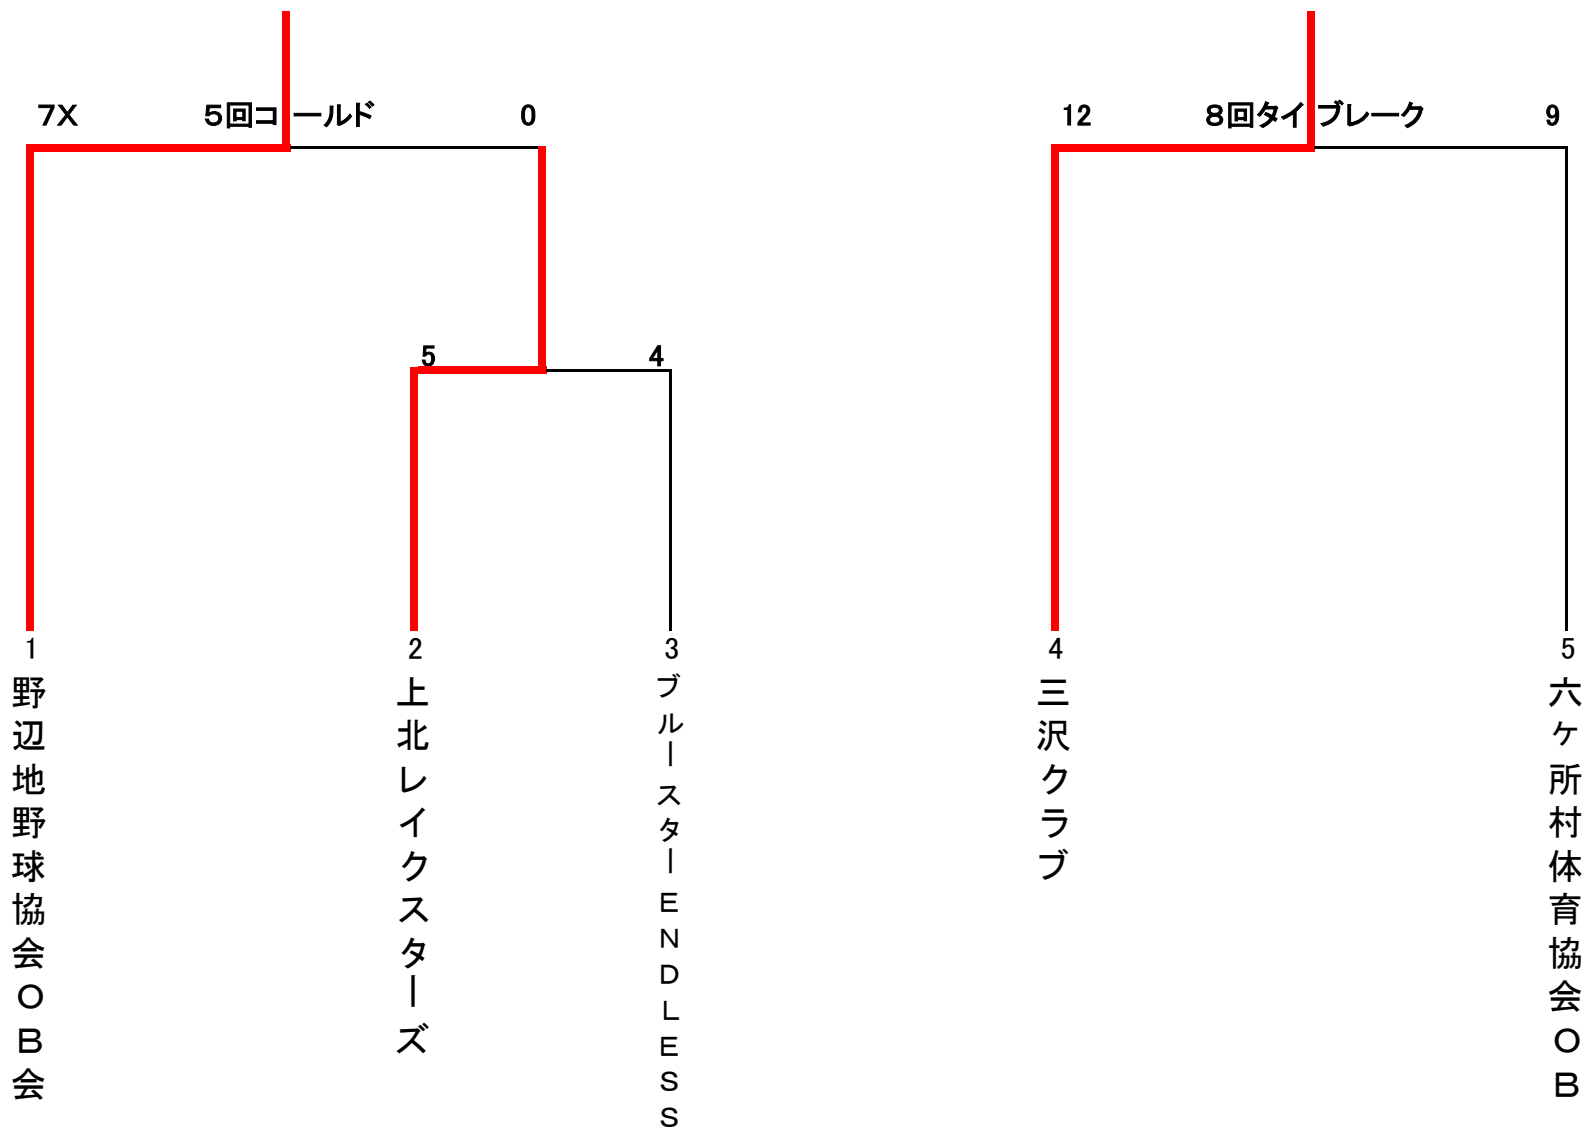 7X 5回コールド 0
12 8回タイブレーク 9
5 4
1
野辺地野球協会OB会
2
上北レイクスターズ
3
ブルースターENDLESS
4
三沢クラブ
5
六ケ所村体育協会OB